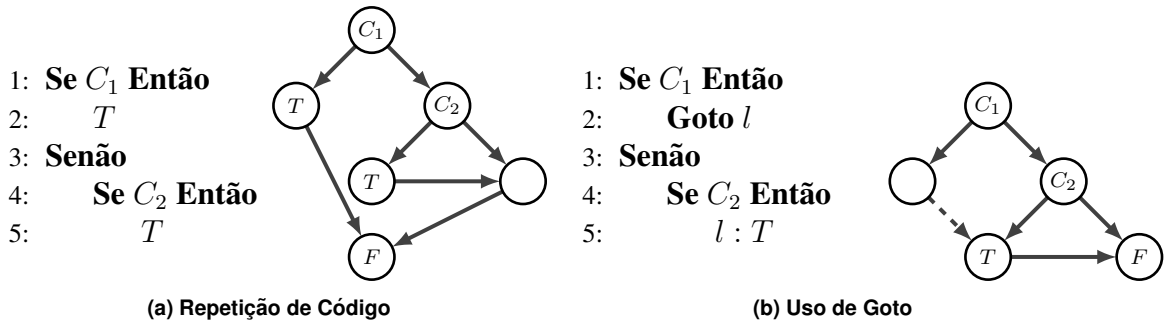 1: Se C₁ Então
2: T
3: Senão
4: Se C₂ Então
5: T
C₁
T
C₂
T
F
(a) Repetição de Código
1: Se C₁ Então
2: Goto l
3: Senão
4: Se C₂ Então
5: l : T
C₁
C₂
T
F
(b) Uso de Goto